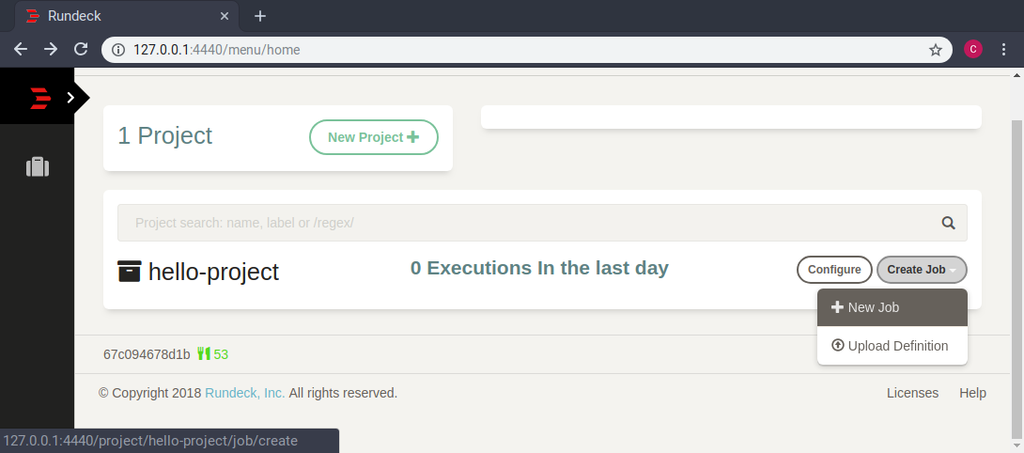 Rundeck
127.0.0.1:4440/menu/home
C
1 Project
New Project
Project search: name, label or /regex/
hello-project
0 Executions In the last day
Configure
Create Job
New Job
Upload Definition
67c094678d1b 53
© Copyright 2018 Rundeck, Inc. All rights reserved.
Licenses Help
127.0.0.1:4440/project/hello-project/job/create